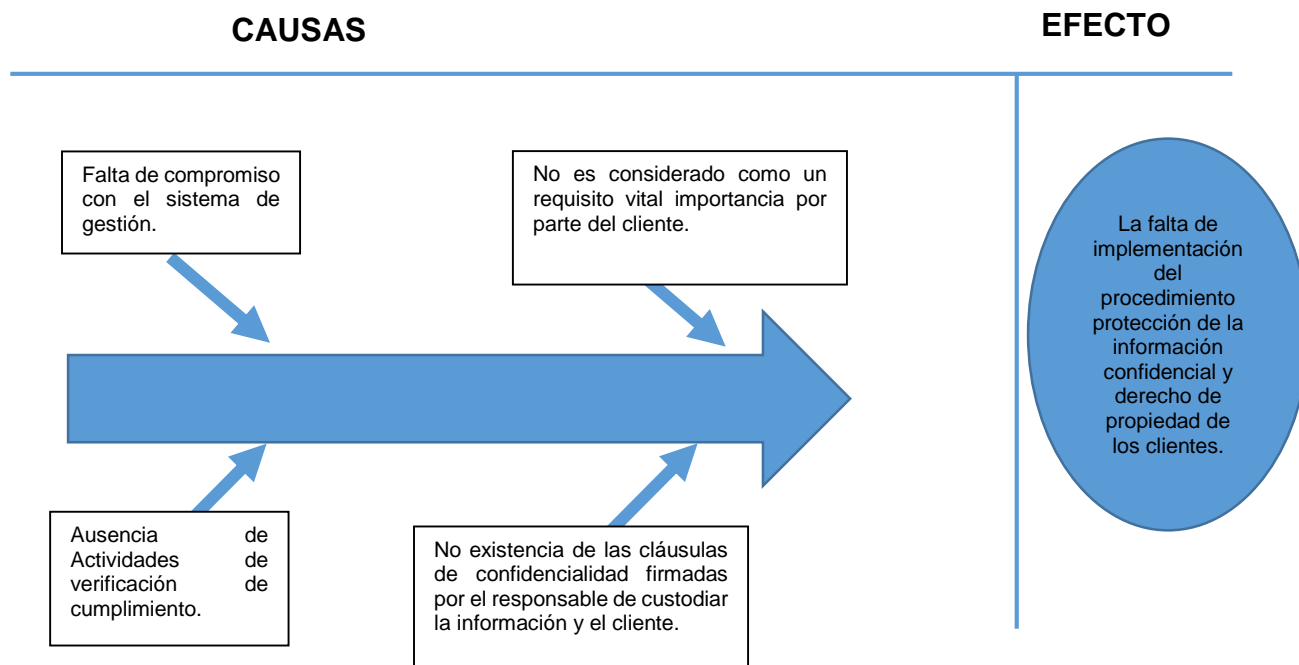 CAUSAS
EFECTO
Falta de compromiso
con el sistema de
gestión.
No es considerado como un
requisito vital importancia por
parte del cliente.
La falta de
implementación
del
procedimiento
protección de la
información
confidencial y
derecho de
propiedad de
los clientes.
Ausencia de
Actividades de
verificación de
cumplimiento.
No existencia de las cláusulas
de confidencialidad firmadas
por el responsable de custodiar
la información y el cliente.